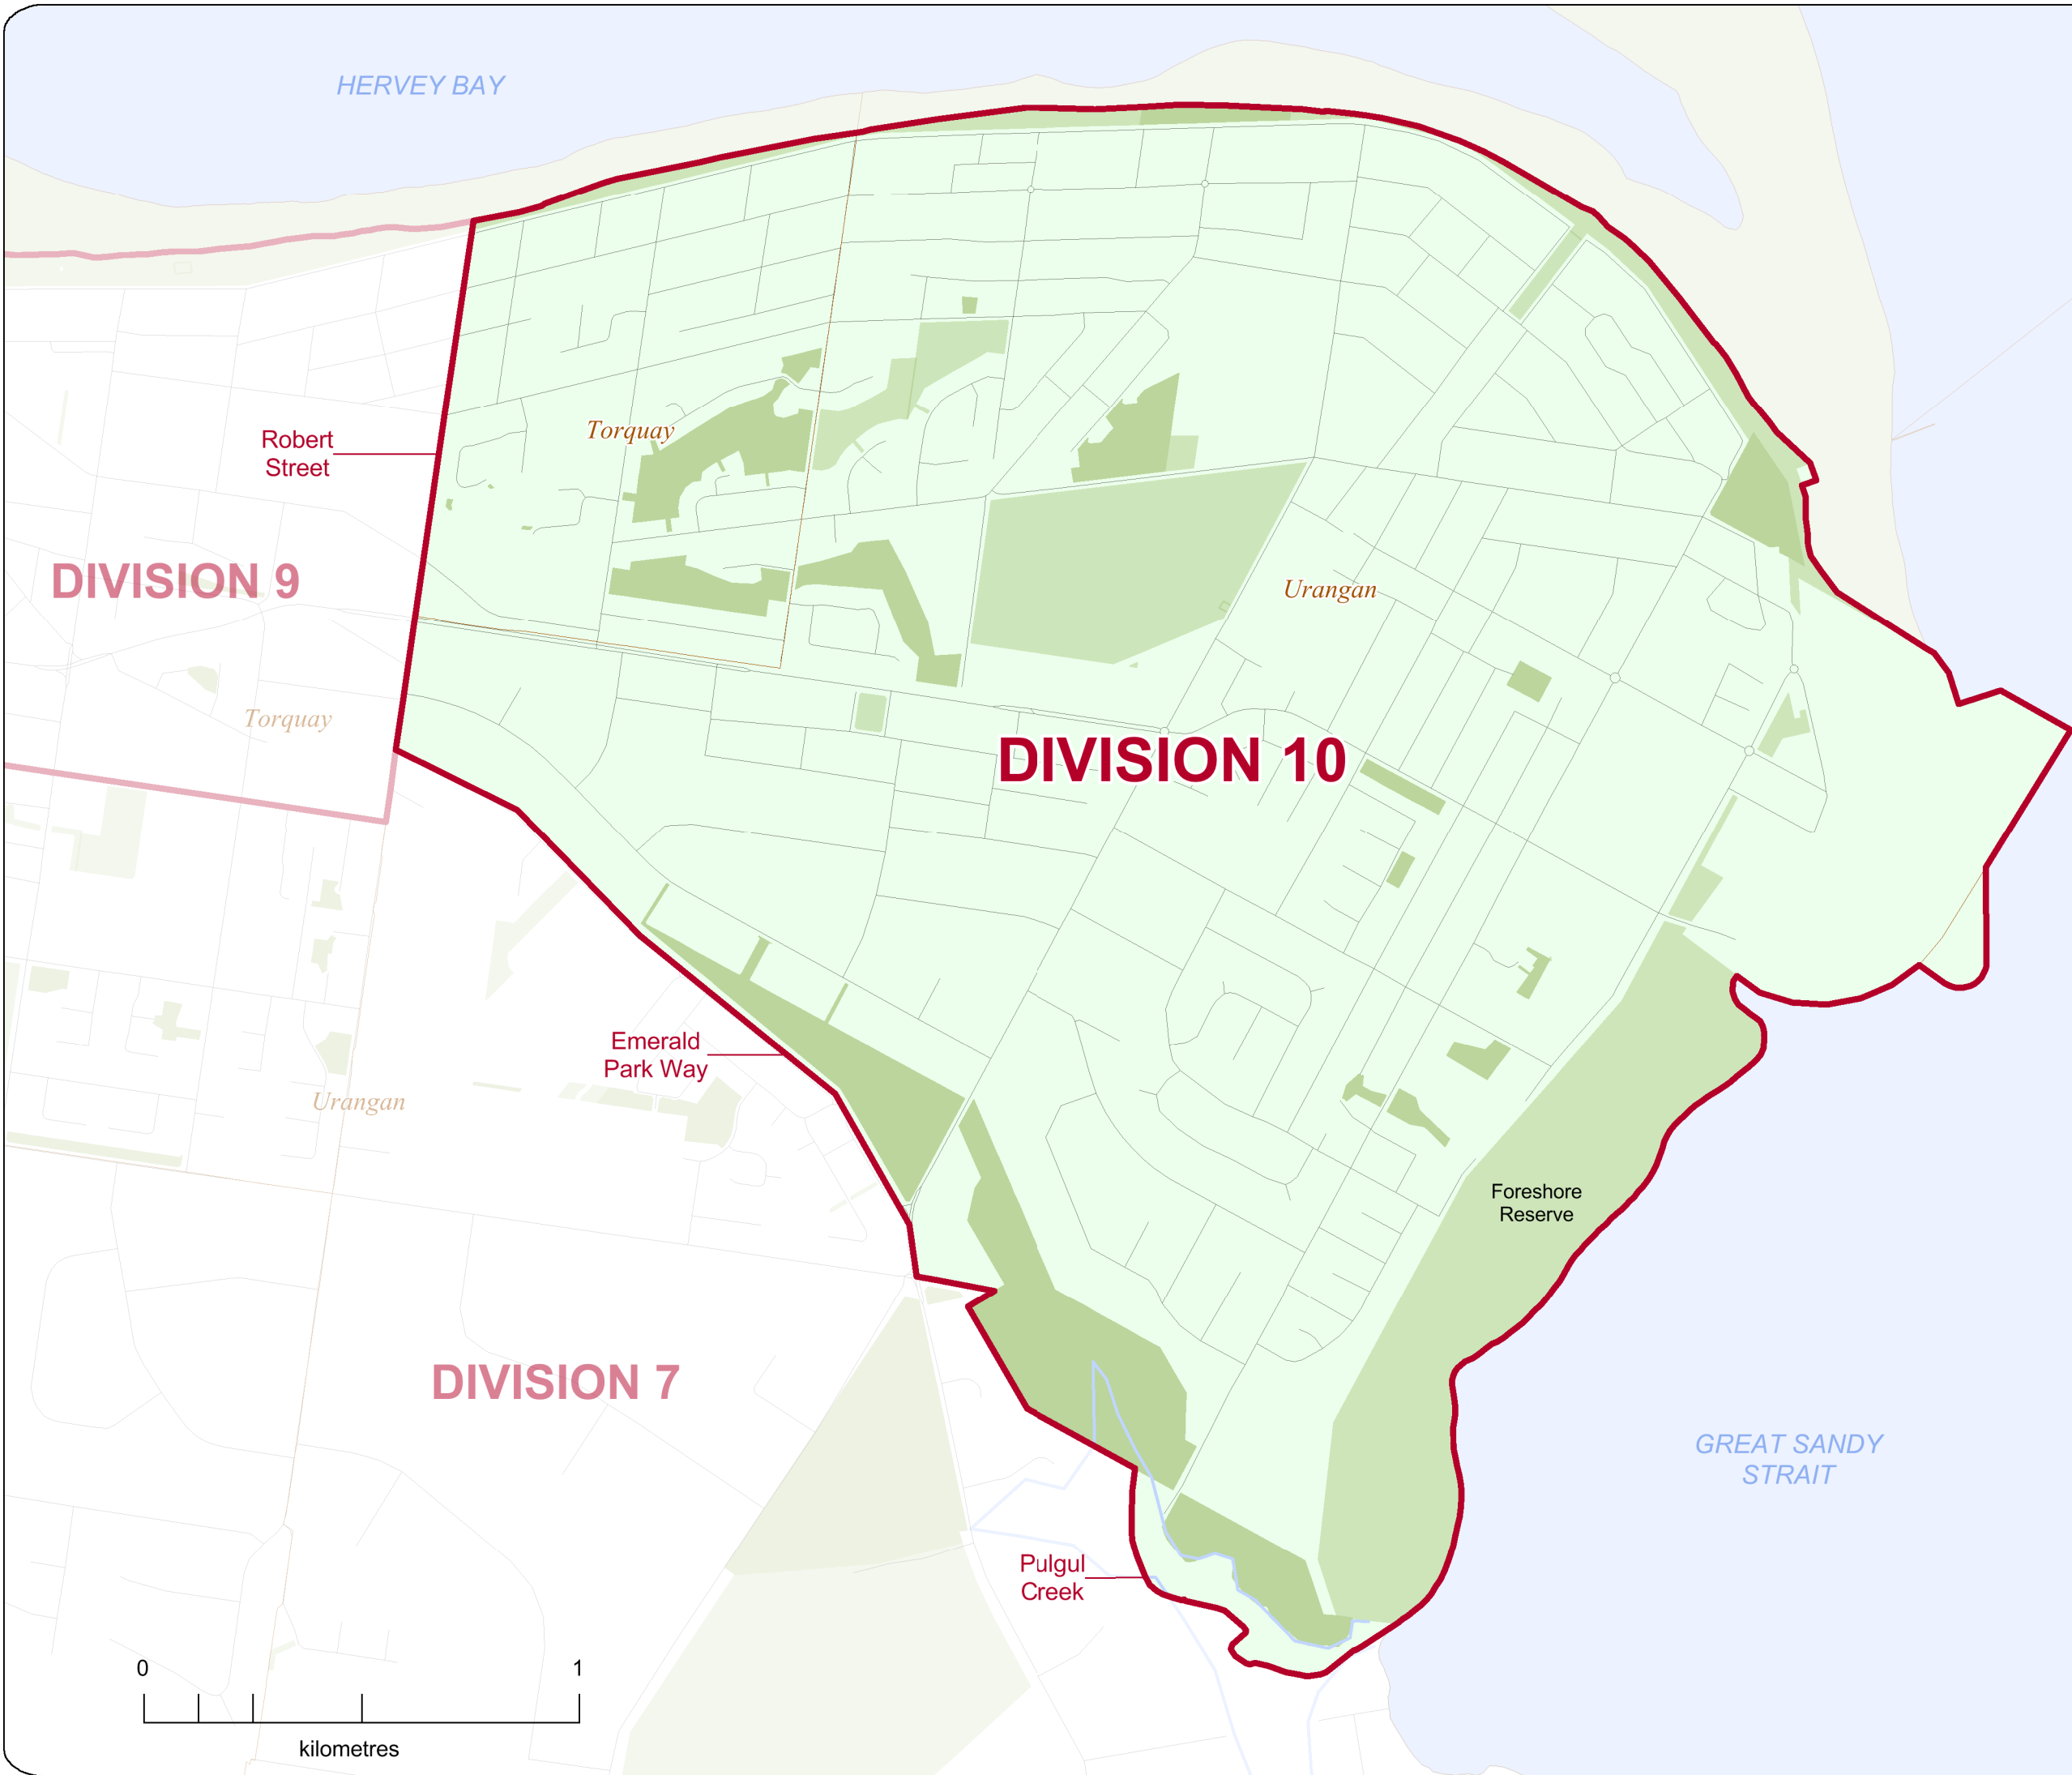 HERVEY BAY
Torquay
Robert
Street
DIVISION 9
Urangan
Torquay
DIVISION 10
Emerald
Park Way
Urangan
Foreshore
Reserve
DIVISION 7
GREAT SANDY
STRAIT
Pulgul
Creek
0 1
kilometres